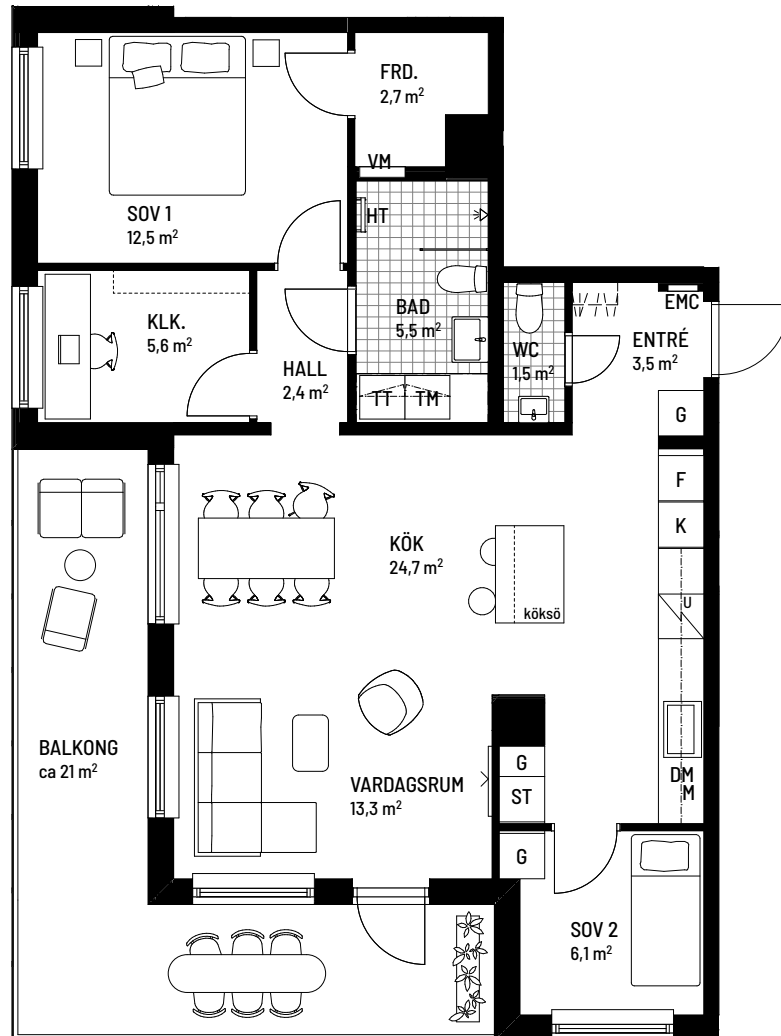 FRD.
2,7 m²
VM
SOV 1
12,5 m²
HT
BAD
5,5 m²
KLK.
5,6 m²
HALL
2,4 m²
TT
TM
WC
1,5 m²
EMC
ENTRÉ
3,5 m²
G
F
K
U
KÖK
24,7 m²
köksö
BALKONG
ca 21 m²
VARDAGSRUM
13,3 m²
G
ST
DM
M
G
SOV 2
6,1 m²